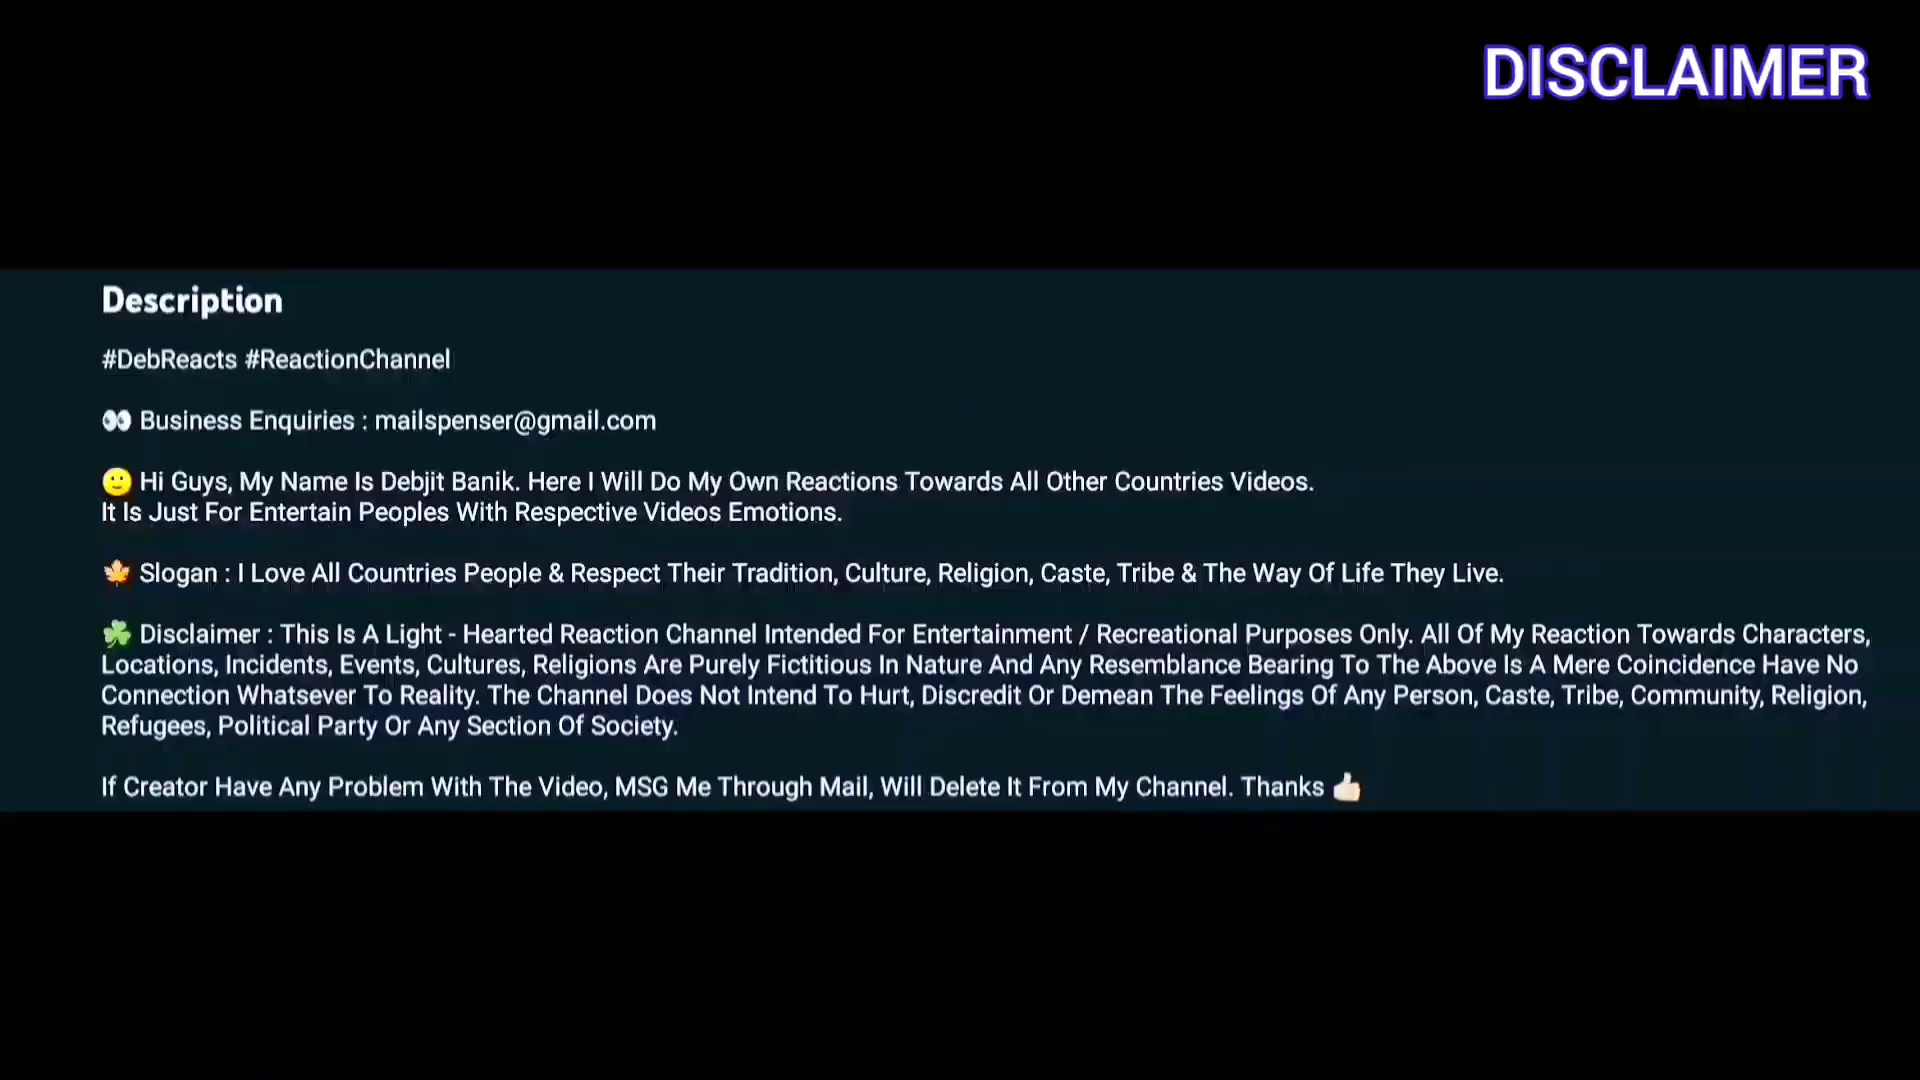 DISCLAIMER
Description
#DebReacts #ReactionChannel
👀 Business Enquiries : mailspenser@gmail.com
🙂 Hi Guys, My Name Is Debjit Banik. Here I Will Do My Own Reactions Towards All Other Countries Videos.
It Is Just For Entertain Peoples With Respective Videos Emotions.
🍁 Slogan : I Love All Countries People & Respect Their Tradition, Culture, Religion, Caste, Tribe & The Way Of Life They Live.
☘️ Disclaimer : This Is A Light - Hearted Reaction Channel Intended For Entertainment / Recreational Purposes Only. All Of My Reaction Towards Characters,
Locations, Incidents, Events, Cultures, Religions Are Purely Fictitious In Nature And Any Resemblance Bearing To The Above Is A Mere Coincidence Have No
Connection Whatsever To Reality. The Channel Does Not Intend To Hurt, Discredit Or Demean The Feelings Of Any Person, Caste, Tribe, Community, Religion,
Refugees, Political Party Or Any Section Of Society.
If Creator Have Any Problem With The Video, MSG Me Through Mail, Will Delete It From My Channel. Thanks 👍🏻